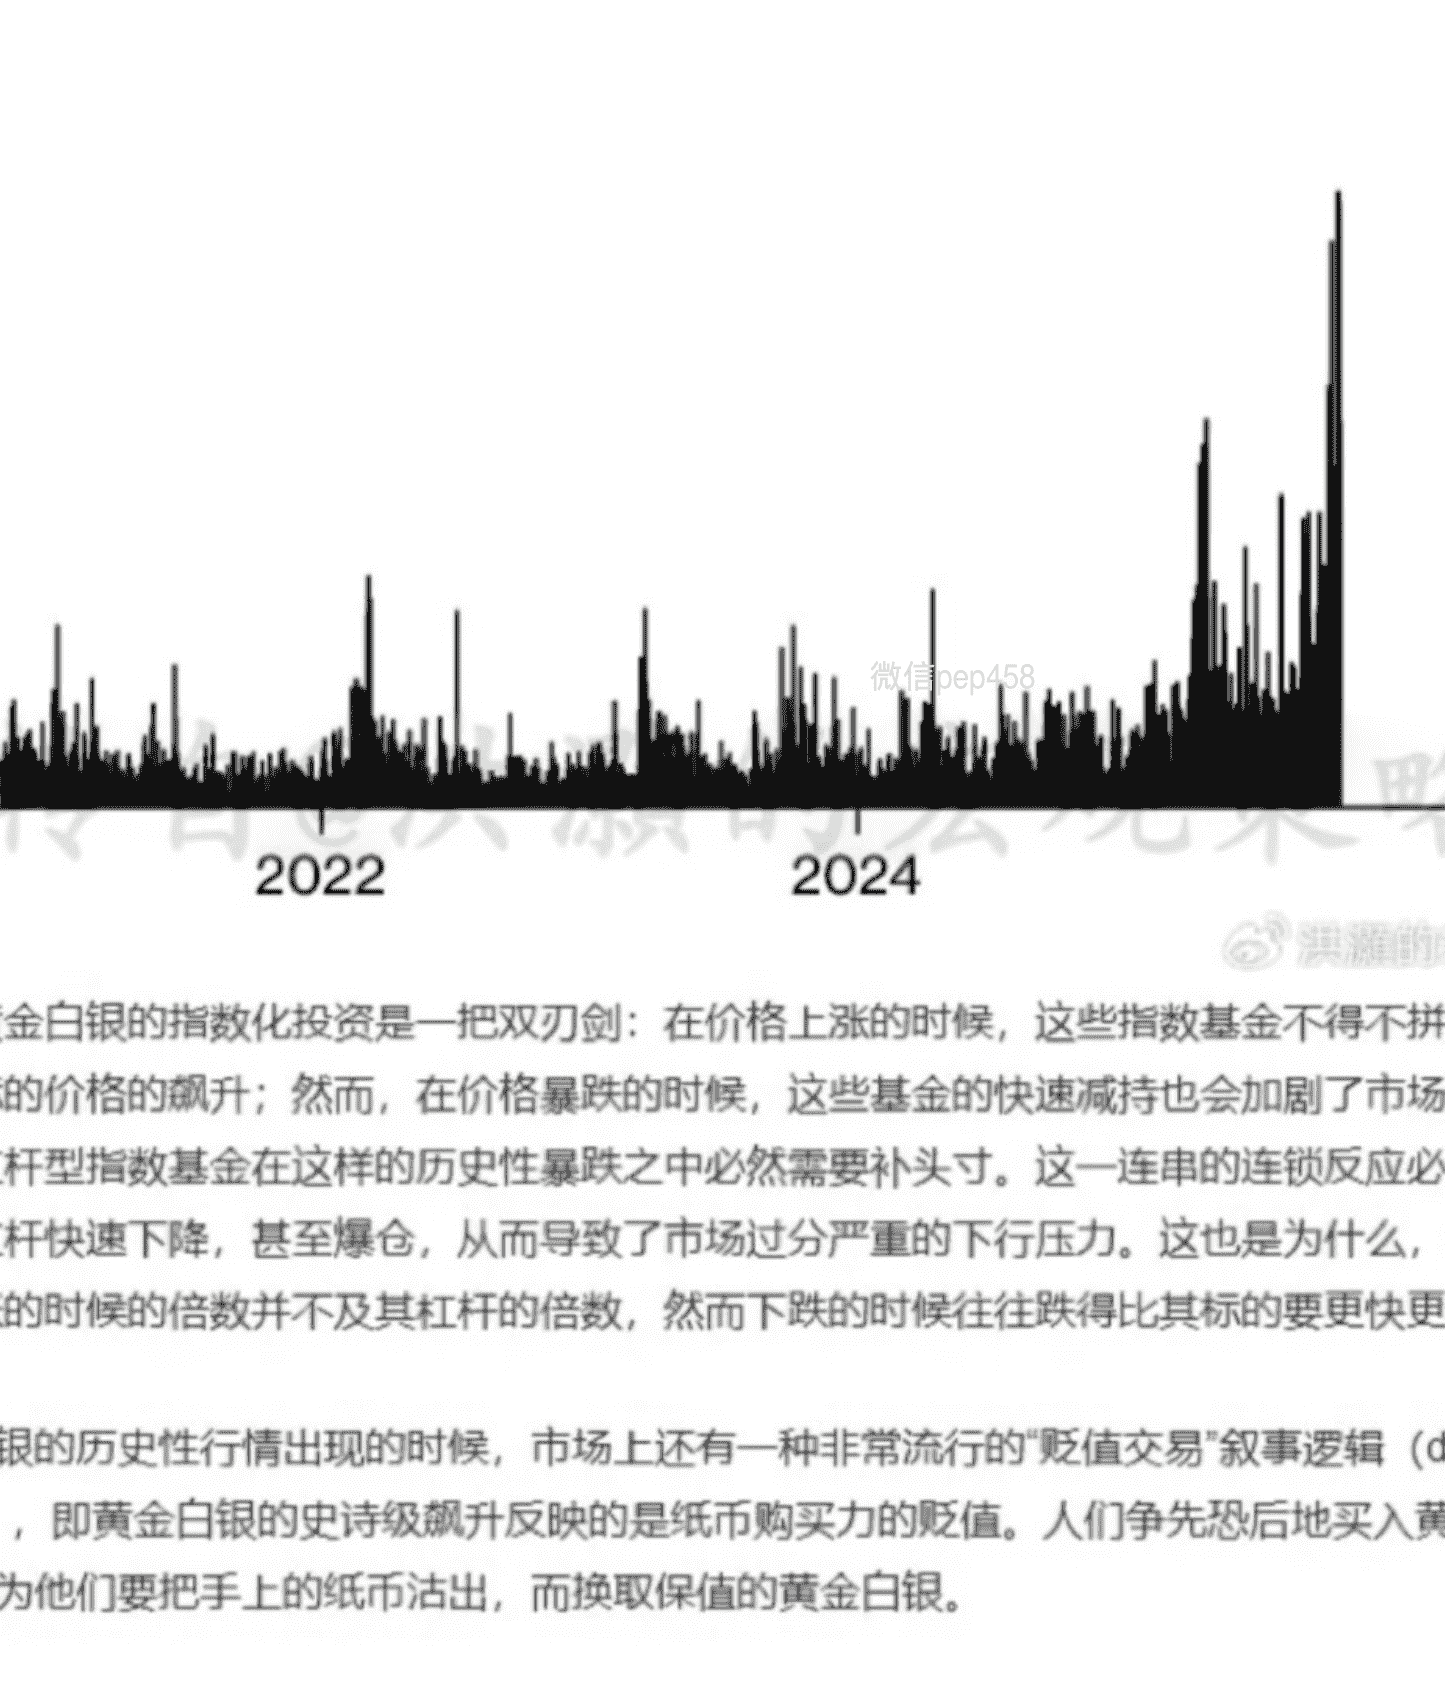 微信pep458
@洪灝的宏观策略
2022
2024
洪灝的
黄金白银的指数化投资是一把双刃剑：在价格上涨的时候，这些指数基金不得不拼
的价格的飙升；然而，在价格暴跌的时候，这些基金的快速减持也会加剧了市场
杠杆型指数基金在这样的历史性暴跌之中必然需要补头寸。这一连串的连锁反应必
杠杆快速下降，甚至爆仓，从而导致了市场过分严重的下行压力。这也是为什么，
的时候的倍数并不及其杠杆的倍数，然而下跌的时候往往跌得比其标的要更快更
银的历史性行情出现的时候，市场上还有一种非常流行的“贬值交易”叙事逻辑（d
，即黄金白银的史诗级飙升反映的是纸币购买力的贬值。人们争先恐后地买入黄
为他们要把手上的纸币沽出，而换取保值的黄金白银。